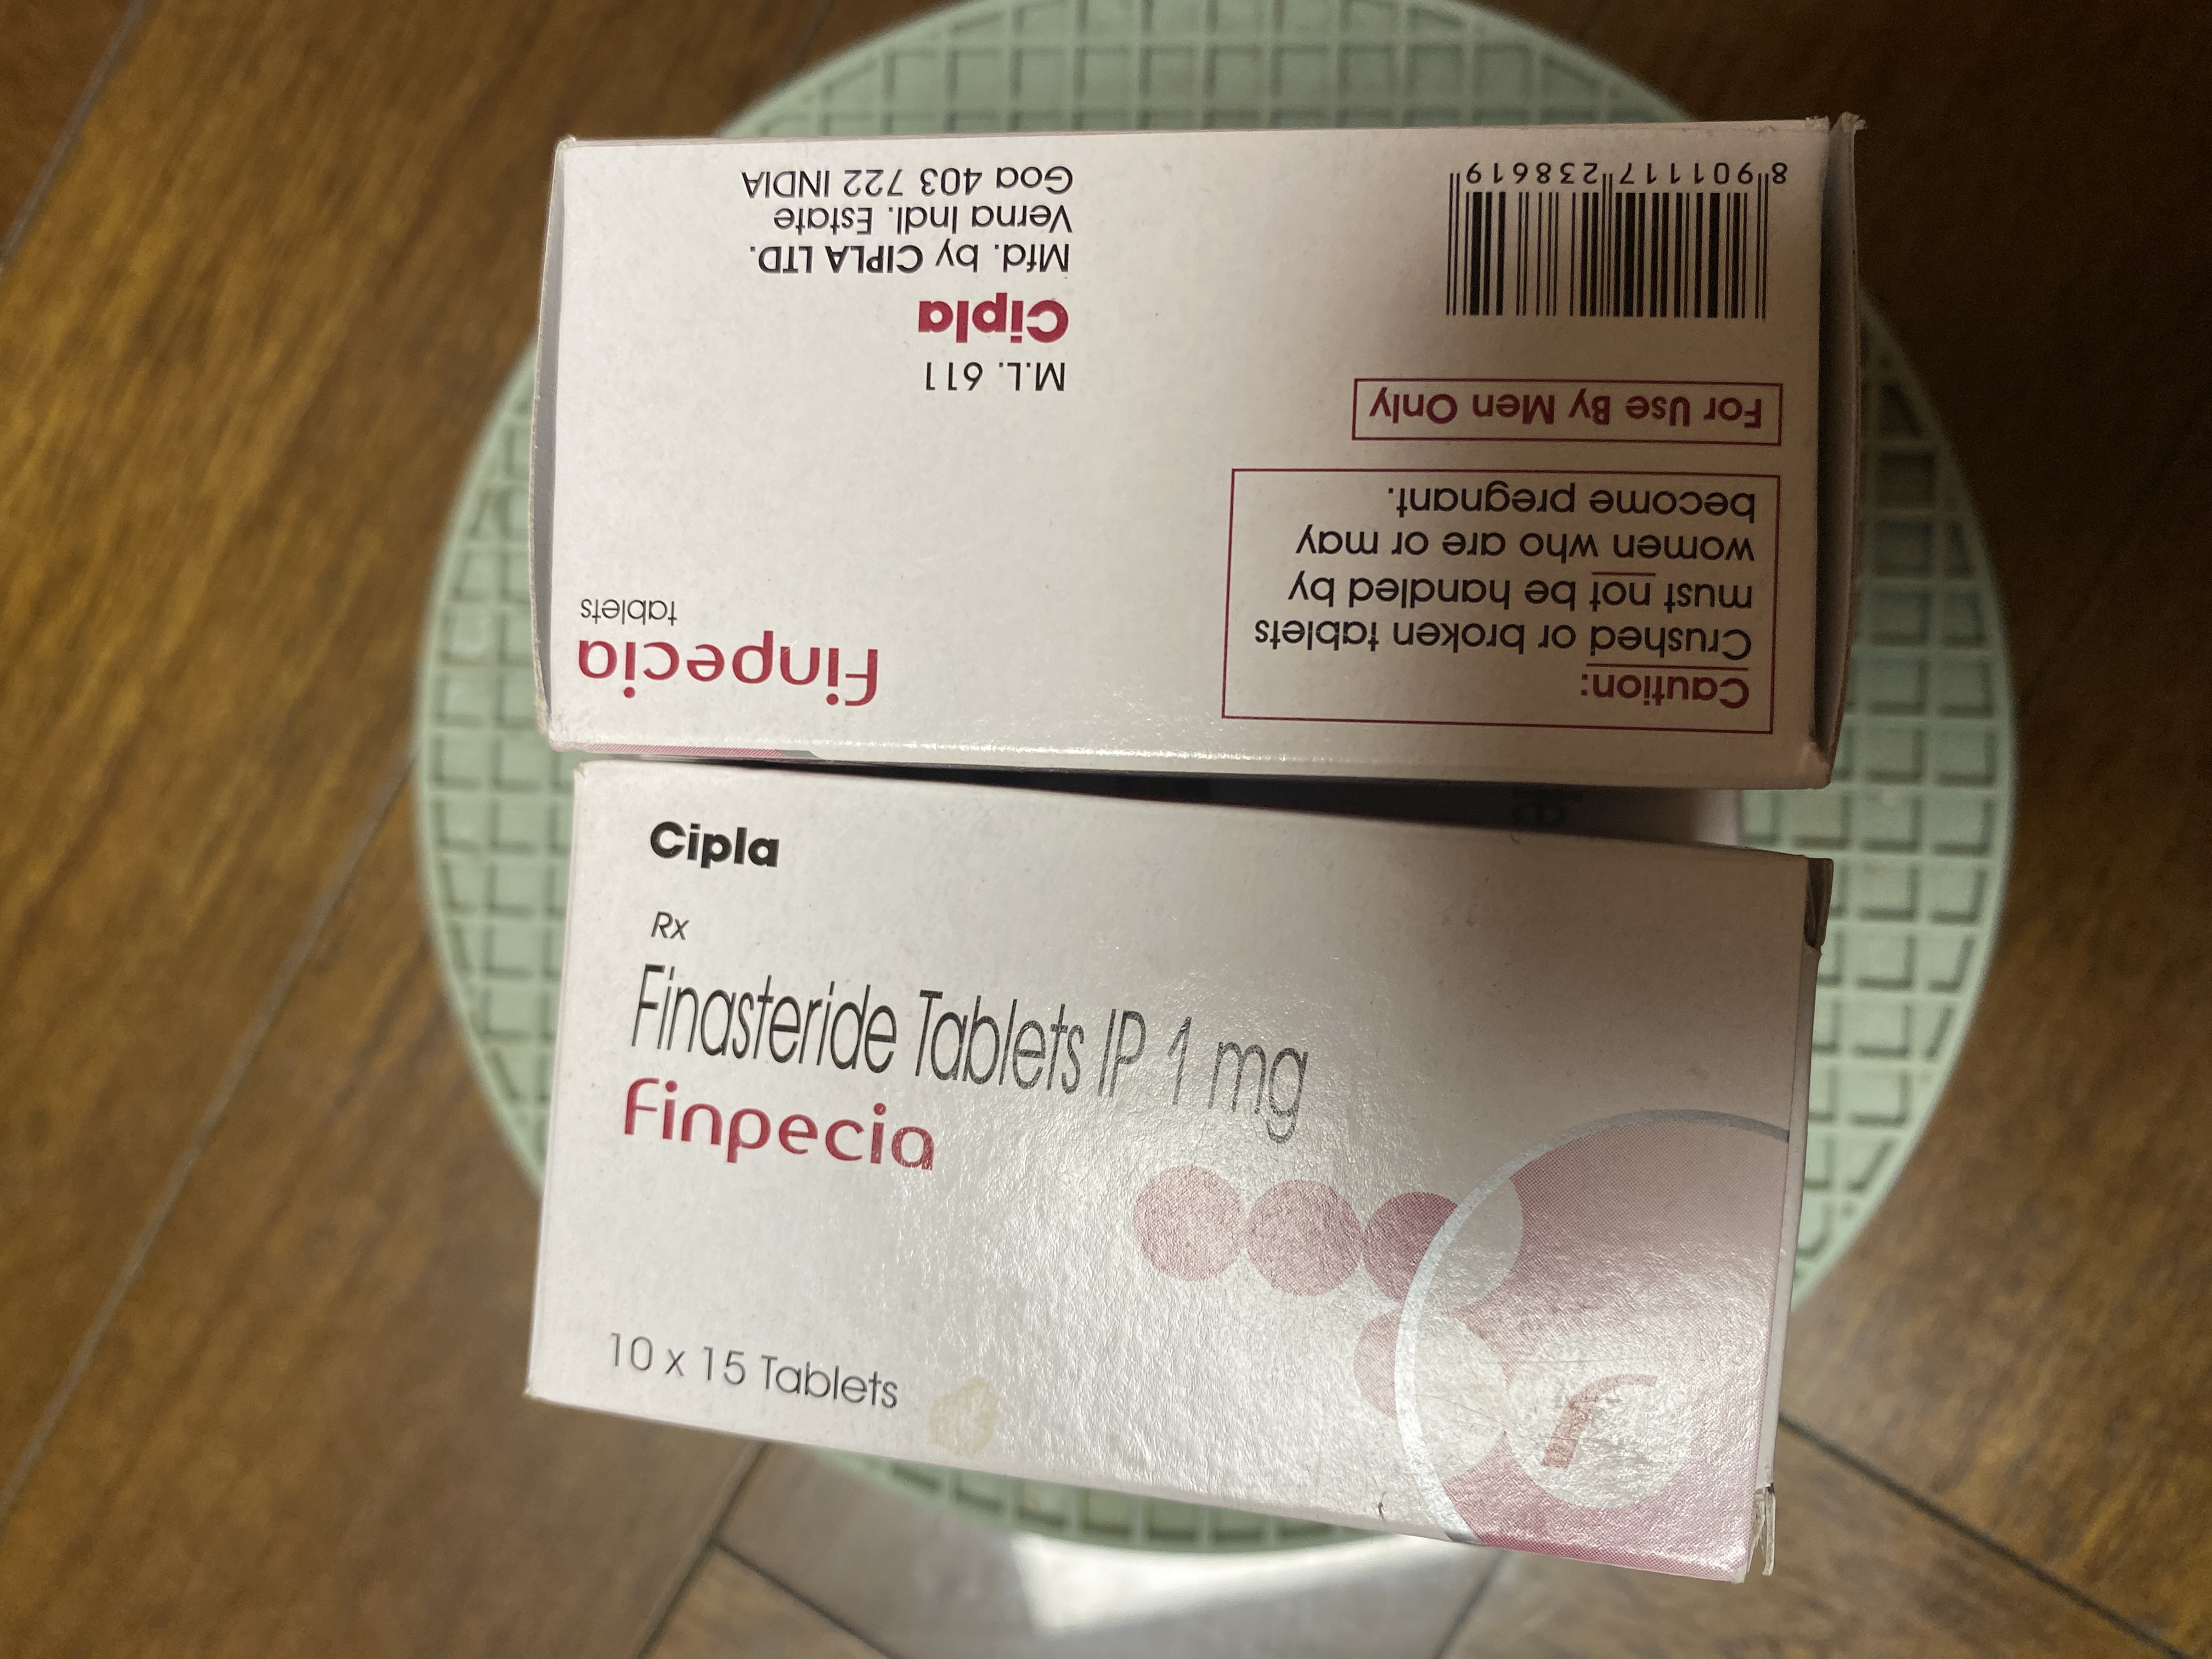 Finpecia
tablets
M.L. 611
Cipla
Mfd. by CIPLA LTD.
Verna Indl. Estate
Goa 403 722 INDIA
Caution:
Crushed or broken tablets
must not be handled by
women who are or may
become pregnant.
For Use By Men Only
8 901117 238619
Cipla
Rx
Finasteride Tablets IP 1 mg
Finpecia
10 x 15 Tablets